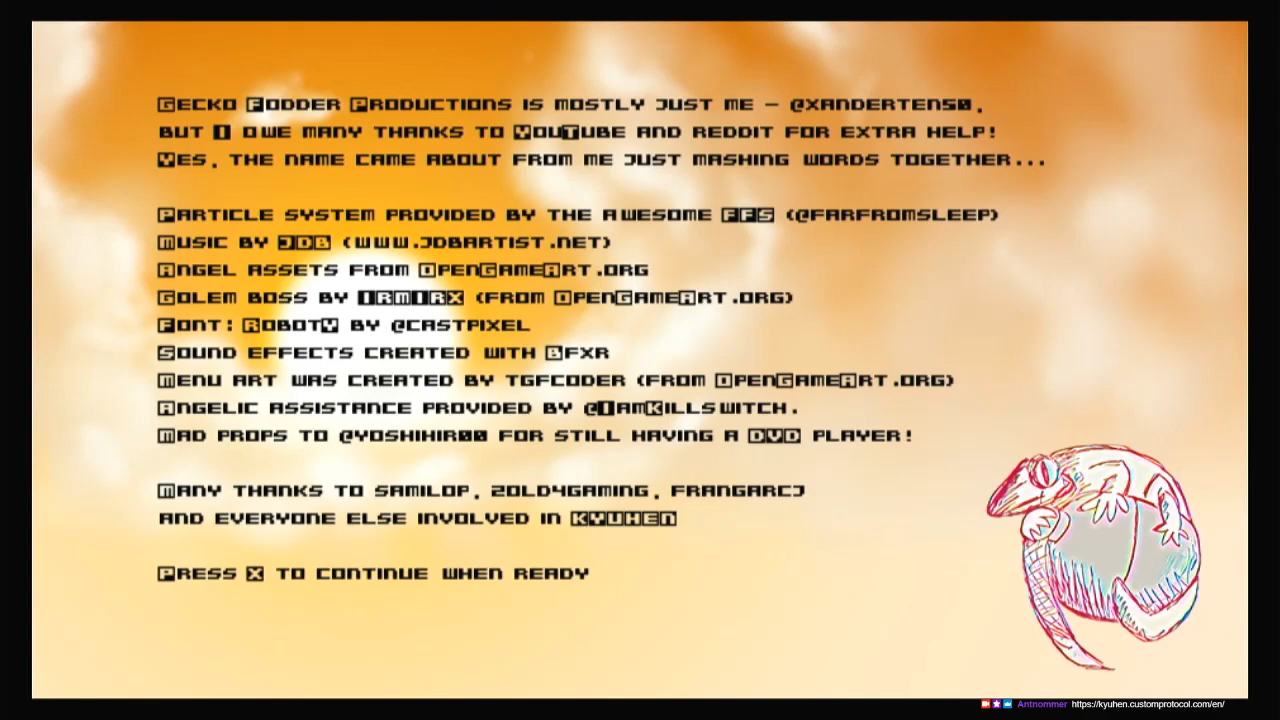 Gecko Fodder Productions is mostly just me - @xandertens0,
but I owe many thanks to YouTube and reddit for extra help!
Yes, the name came about from me just mashing words together...
Particle system provided by the awesome FFS (@farfromsleep)
Music by JDB (www.jdbartist.net)
Angel assets from OpenGameArt.org
Golem boss by IRMIRX (from OpenGameArt.org)
Font: RobotY by @castpixel
Sound effects created with Bfxr
Menu art was created by tgfcoder (from OpenGameArt.org)
Angelic assistance provided by @IamKillswitch.
Mad props to @yoshihir00 for still having a DVD player!
Many thanks to samilop, 2old4gaming, frangarcj
and everyone else involved in KYUHEN
Press X to continue when ready
Antnommer https://kyuhen.customprotocol.com/en/